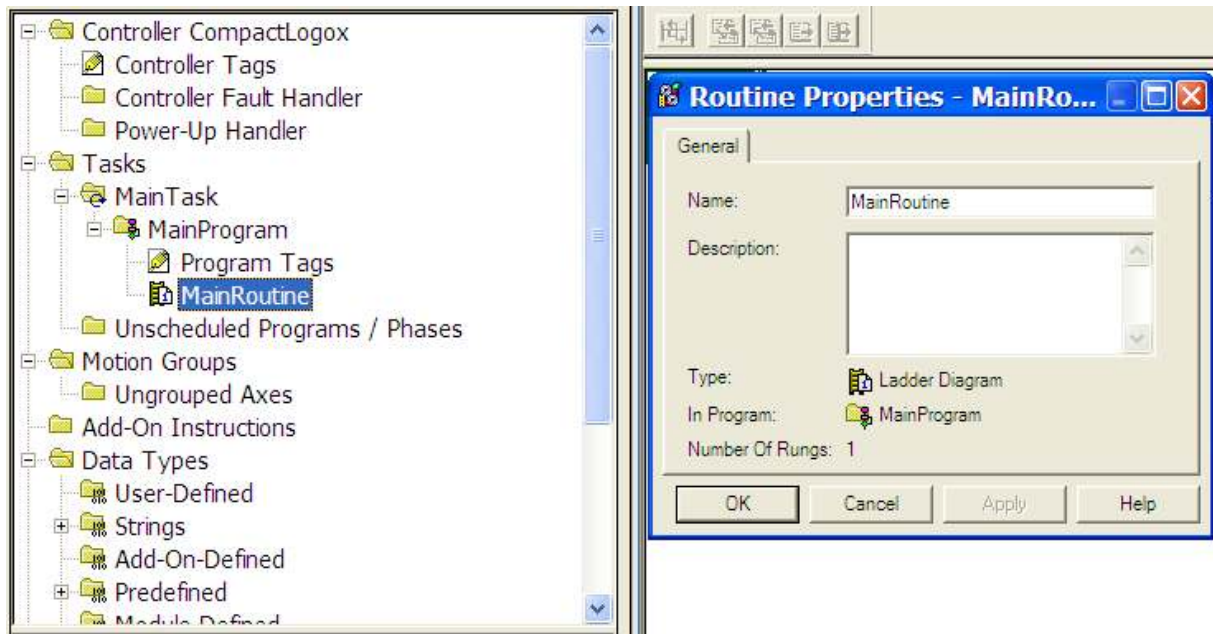 Controller CompactLogox
Controller Tags
Controller Fault Handler
Power-Up Handler
Tasks
MainTask
MainProgram
Program Tags
MainRoutine
Unscheduled Programs / Phases
Motion Groups
Ungrouped Axes
Add-On Instructions
Data Types
User-Defined
Strings
Add-On-Defined
Predefined
Module-Defined
Routine Properties - MainRo...
General
Name: MainRoutine
Description:
Type: Ladder Diagram
In Program: MainProgram
Number Of Rungs: 1
OK Cancel Apply Help